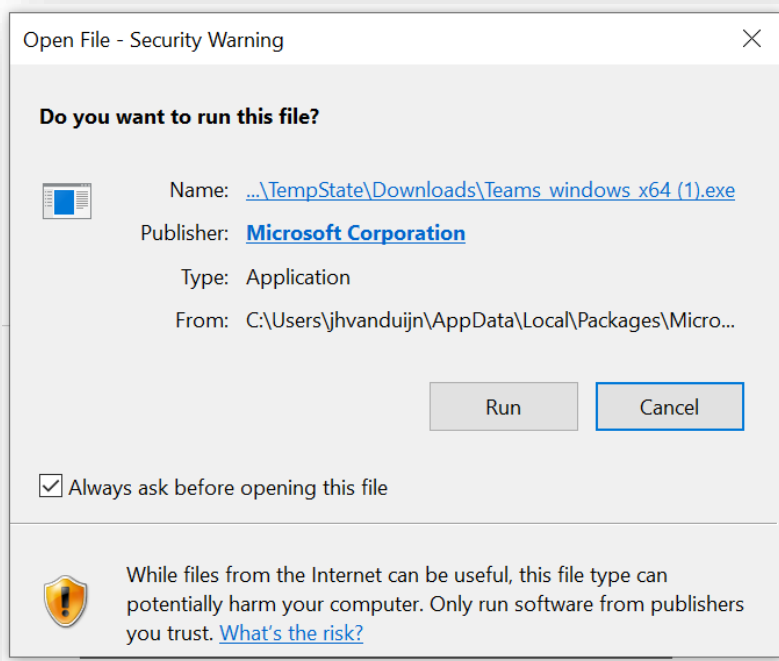 Open File - Security Warning
Do you want to run this file?
Name: ...\TempState\Downloads\Teams_windows_x64 (1).exe
Publisher: Microsoft Corporation
Type: Application
From: C:\Users\jhvanduijn\AppData\Local\Packages\Micro...
Run Cancel
Always ask before opening this file
While files from the Internet can be useful, this file type can
potentially harm your computer. Only run software from publishers
you trust. What's the risk?